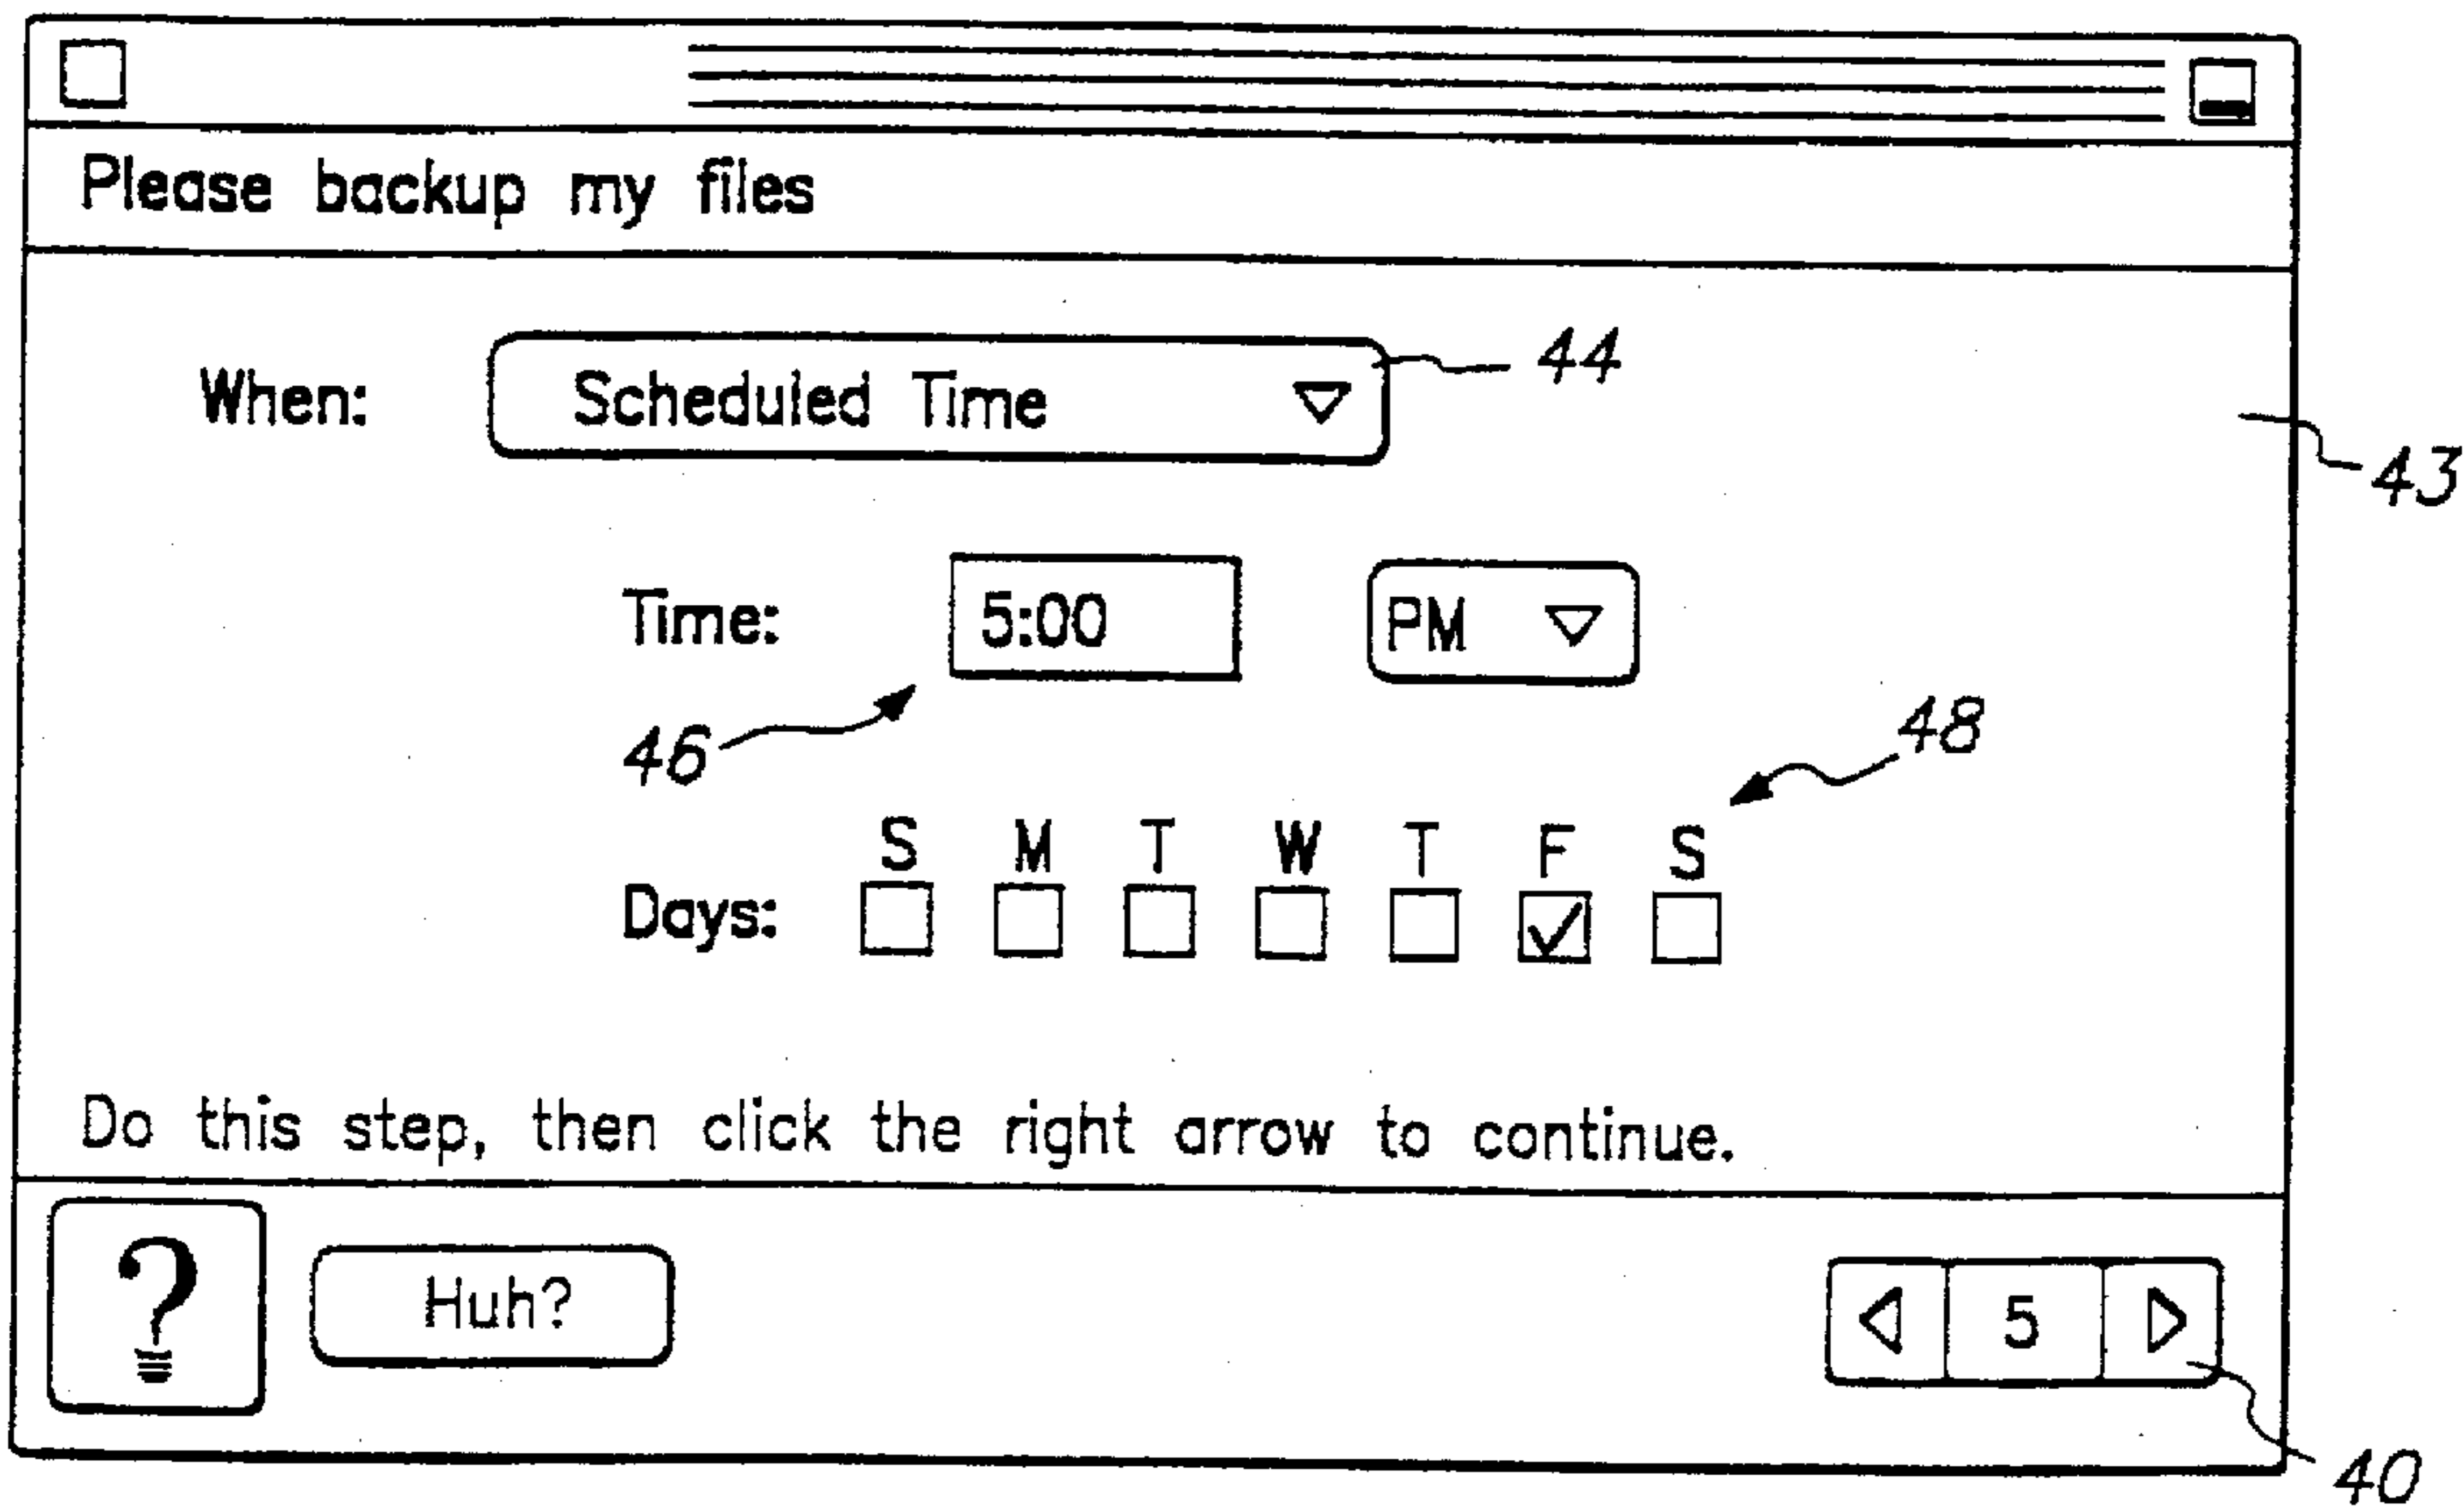 Please backup my files
When: Scheduled Time 44
43
Time: 5:00 PM
46
48
S M T W T F S
Days:
Do this step, then click the right arrow to continue.
? Huh? 5
40